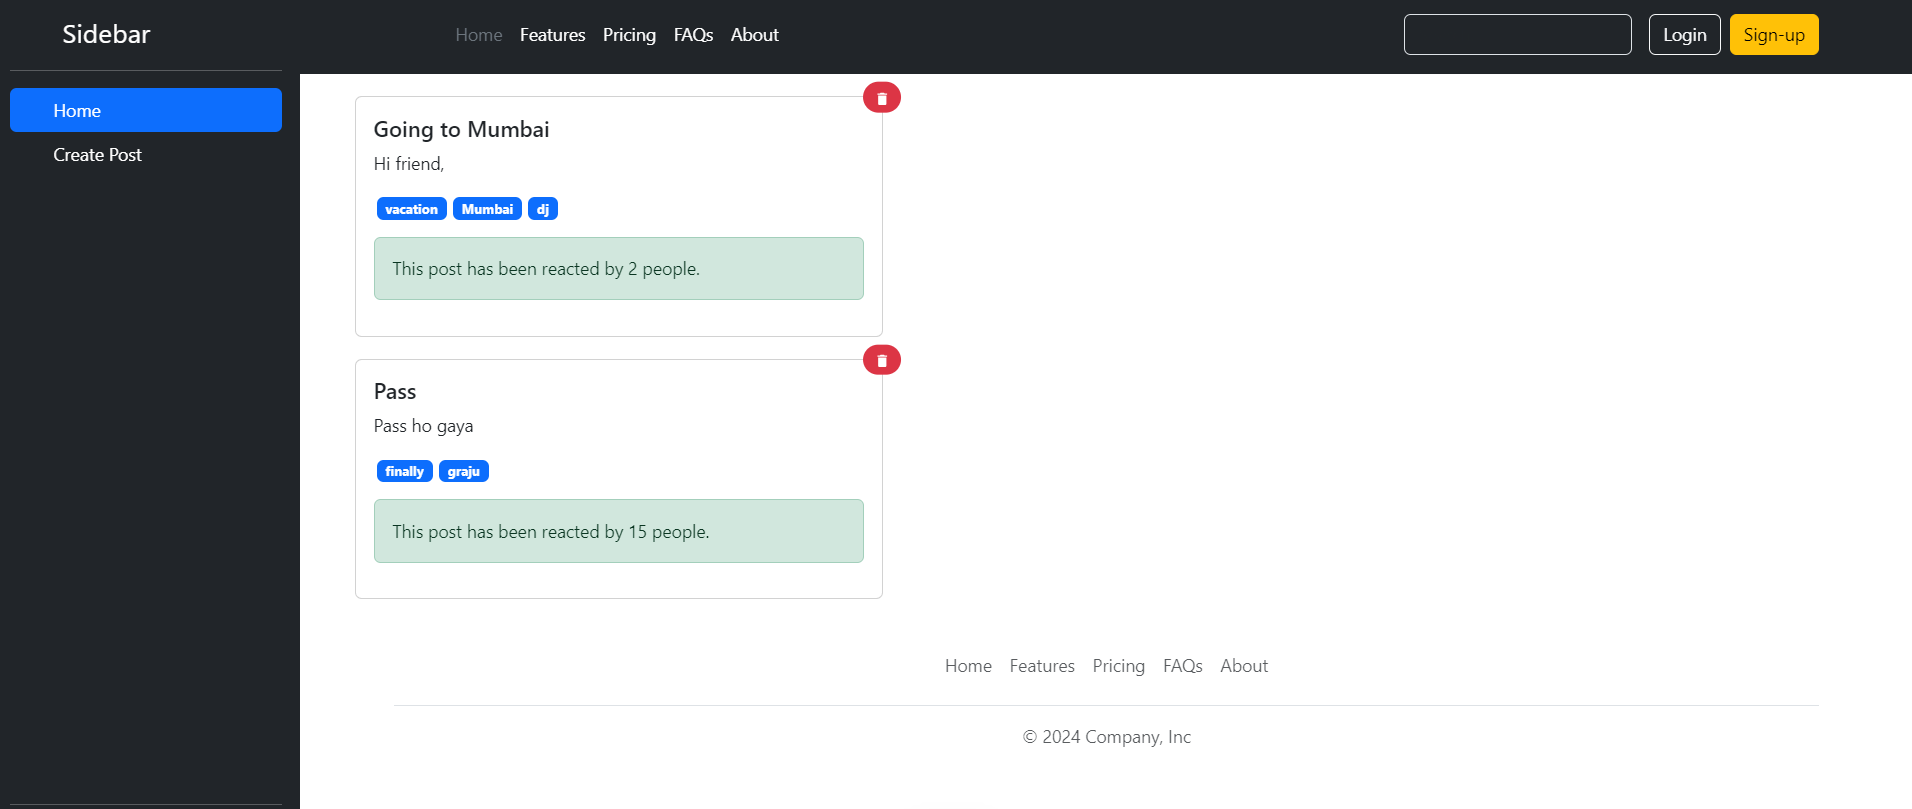 Sidebar
Home Features Pricing FAQs About
Login Sign-up
Home
Create Post
Going to Mumbai
Hi friend,
vacation Mumbai dj
This post has been reacted by 2 people.
Pass
Pass ho gaya
finally graju
This post has been reacted by 15 people.
Home Features Pricing FAQs About
© 2024 Company, Inc